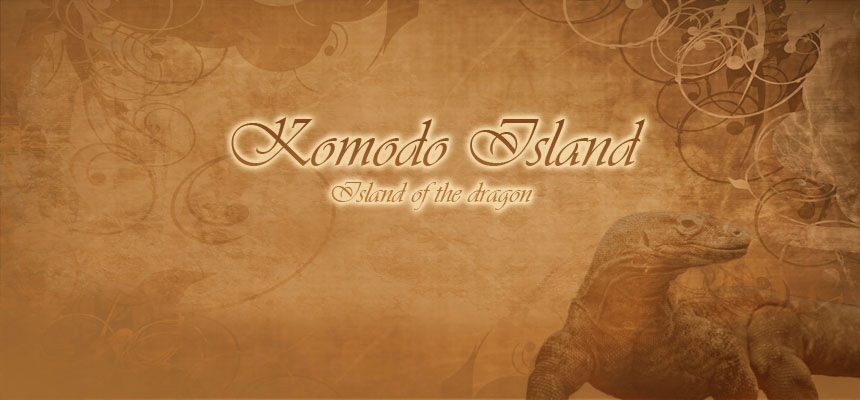 Komodo Island
Island of the dragon